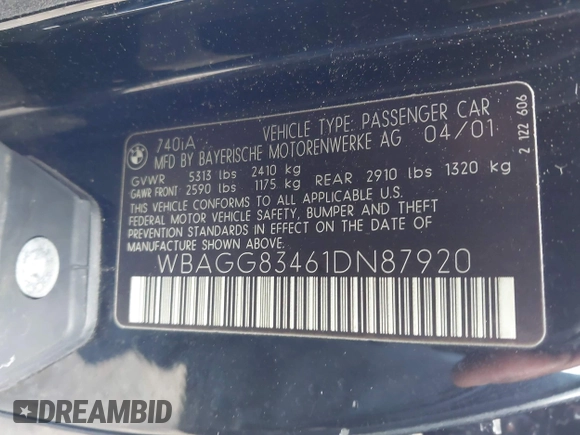 740iA VEHICLE TYPE: PASSENGER CAR
MFD BY BAYERISCHE MOTORENWERKE AG 04/01
GVWR 5313 lbs 2410 kg
GAWR FRONT: 2590 lbs 1175 kg REAR 2910 lbs 1320 kg
THIS VEHICLE CONFORMS TO ALL APPLICABLE U.S.
FEDERAL MOTOR VEHICLE SAFETY, BUMPER AND THEFT
PREVENTION STANDARDS IN EFFECT ON THE DATE OF
MANUFACTURE SHOWN ABOVE.
WBAGG83461DN87920
2 122 606
DREAMBID